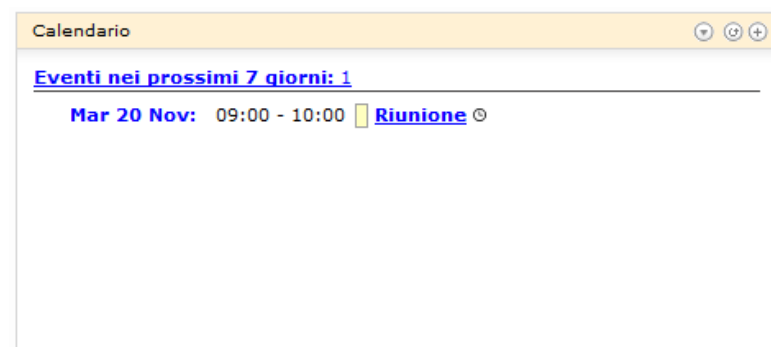 Calendario
Eventi nei prossimi 7 giorni: 1
Mar 20 Nov: 09:00 - 10:00 Riunione